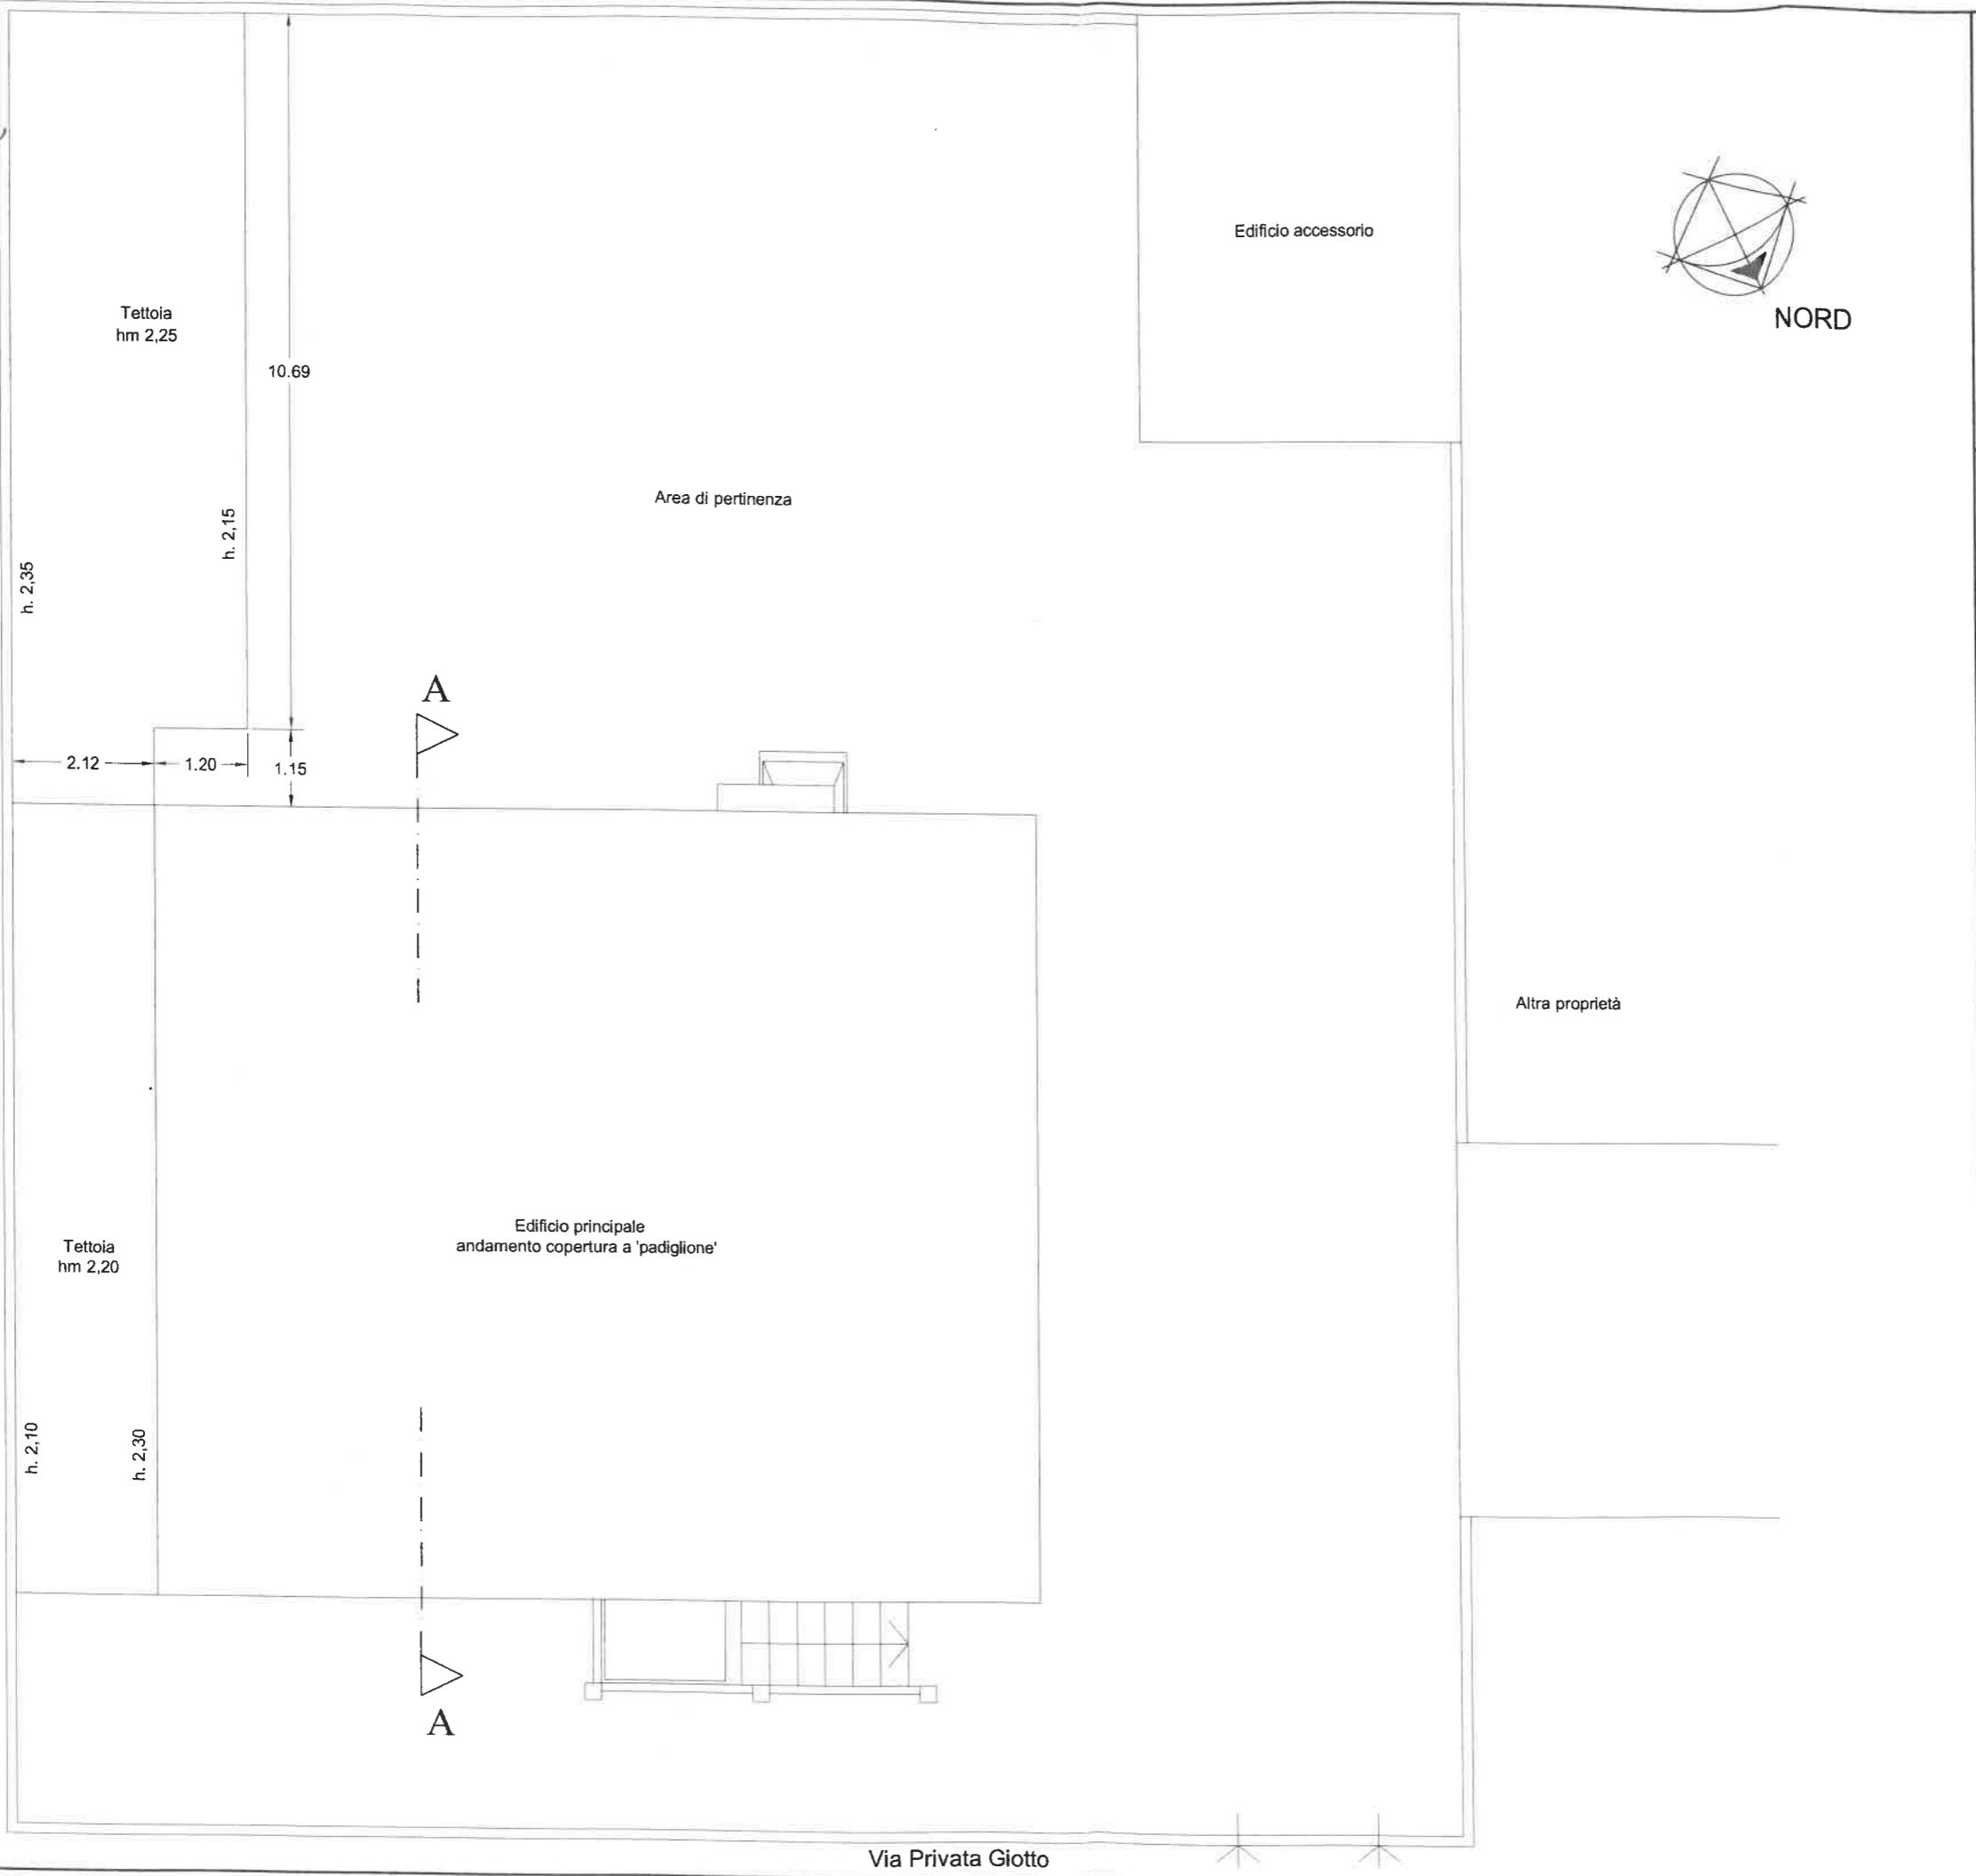 Edificio accessorio
NORD
Tettoia
hm 2,25
10.69
Area di pertinenza
h. 2,15
h. 2,35
A
2.12
1.20
1.15
Altra proprietà
Edificio principale
andamento copertura a 'padiglione'
Tettoia
hm 2,20
h. 2,10
h. 2,30
A
Via Privata Giotto